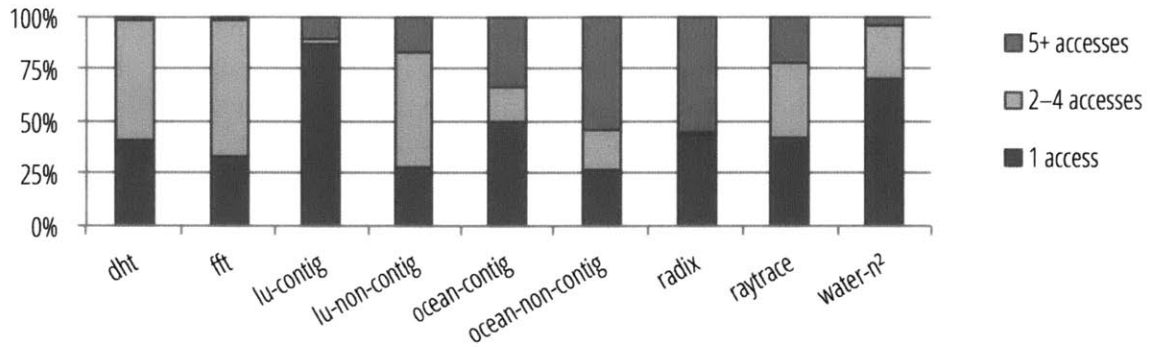 100%
75%
50%
25%
0%
dht
fft
lu-contig
lu-non-contig
ocean-contig
ocean-non-contig
radix
raytrace
water-n²
5+ accesses
2–4 accesses
1 access